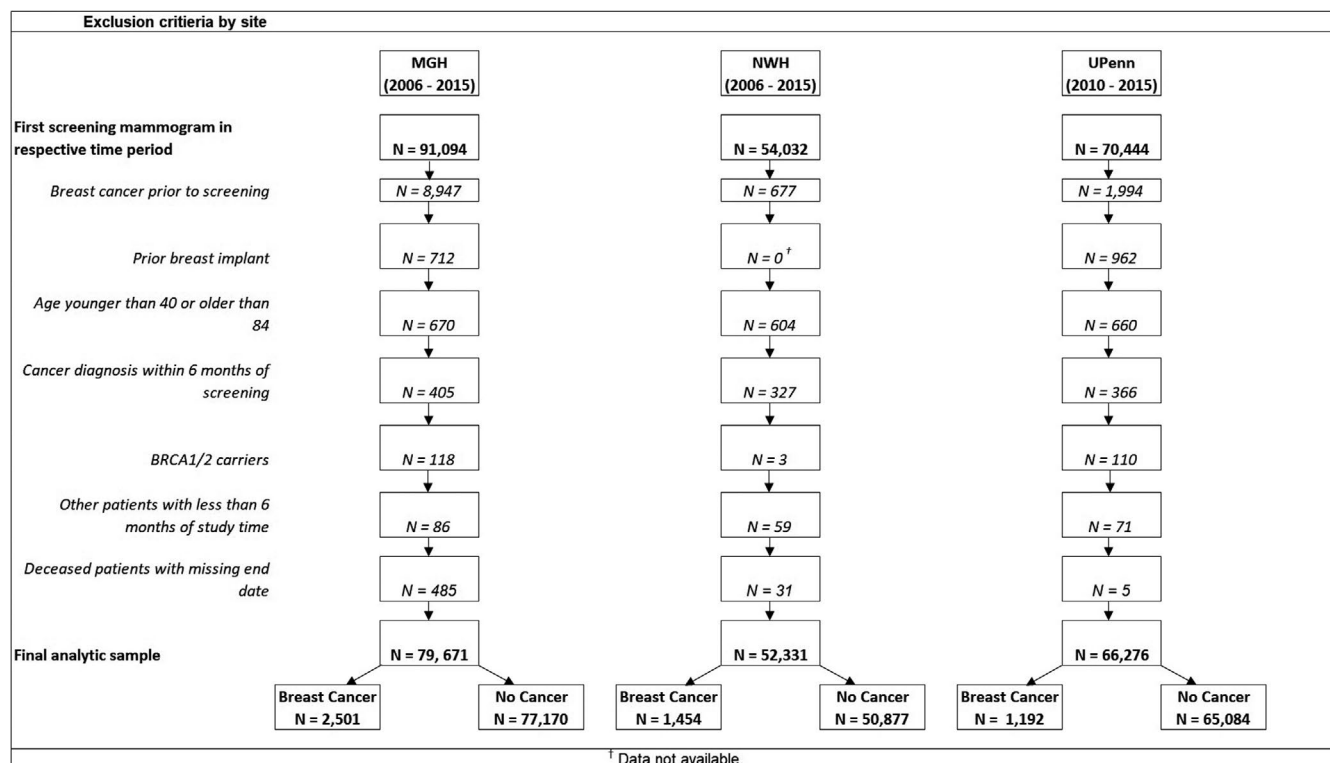 Exclusion critieria by site
MGH
(2006 - 2015)
NWH
(2006 - 2015)
UPenn
(2010 - 2015)
First screening mammogram in
respective time period
N = 91,094
N = 54,032
N = 70,444
Breast cancer prior to screening
N = 8,947
N = 677
N = 1,994
Prior breast implant
N = 712
N = 0 †
N = 962
Age younger than 40 or older than
84
N = 670
N = 604
N = 660
Cancer diagnosis within 6 months of
screening
N = 405
N = 327
N = 366
BRCA1/2 carriers
N = 118
N = 3
N = 110
Other patients with less than 6
months of study time
N = 86
N = 59
N = 71
Deceased patients with missing end
date
N = 485
N = 31
N = 5
Final analytic sample
N = 79, 671
N = 52,331
N = 66,276
Breast Cancer
N = 2,501
No Cancer
N = 77,170
Breast Cancer
N = 1,454
No Cancer
N = 50,877
Breast Cancer
N = 1,192
No Cancer
N = 65,084
† Data not available